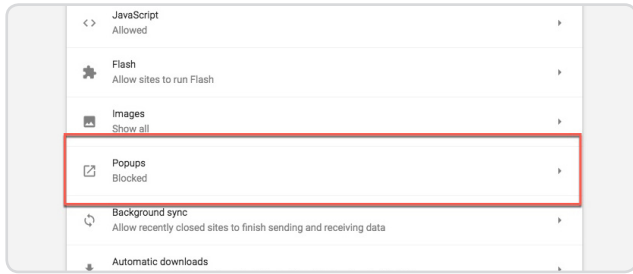 JavaScript
Allowed
Flash
Allow sites to run Flash
Images
Show all
Popups
Blocked
Background sync
Allow recently closed sites to finish sending and receiving data
Automatic downloads